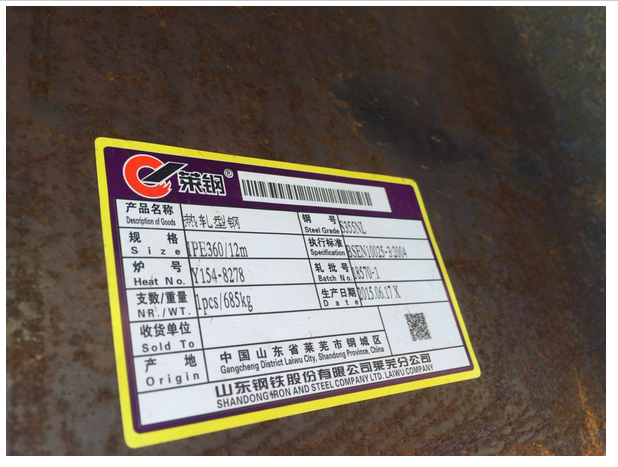 莱钢®
产品名称 热轧型钢 钢号 S355NL
Description of Goods Steel Grade
规格 IPE360/12m 执行标准 BSEN10025-3:2004
Size Specification
炉号 Y154-8278 轧批号 18570-1
Heat No. Batch No.
支数/重量 1pcs/685kg 生产日期 2015.06.17 X
NR./WT. Date
收货单位
Sold To
产地 中国山东省莱芜市钢城区
Origin Gangcheng District Laiwu City, Shandong Province, China
山东钢铁股份有限公司莱芜分公司
SHANDONG IRON AND STEEL COMPANY LTD. LAIWU COMPANY